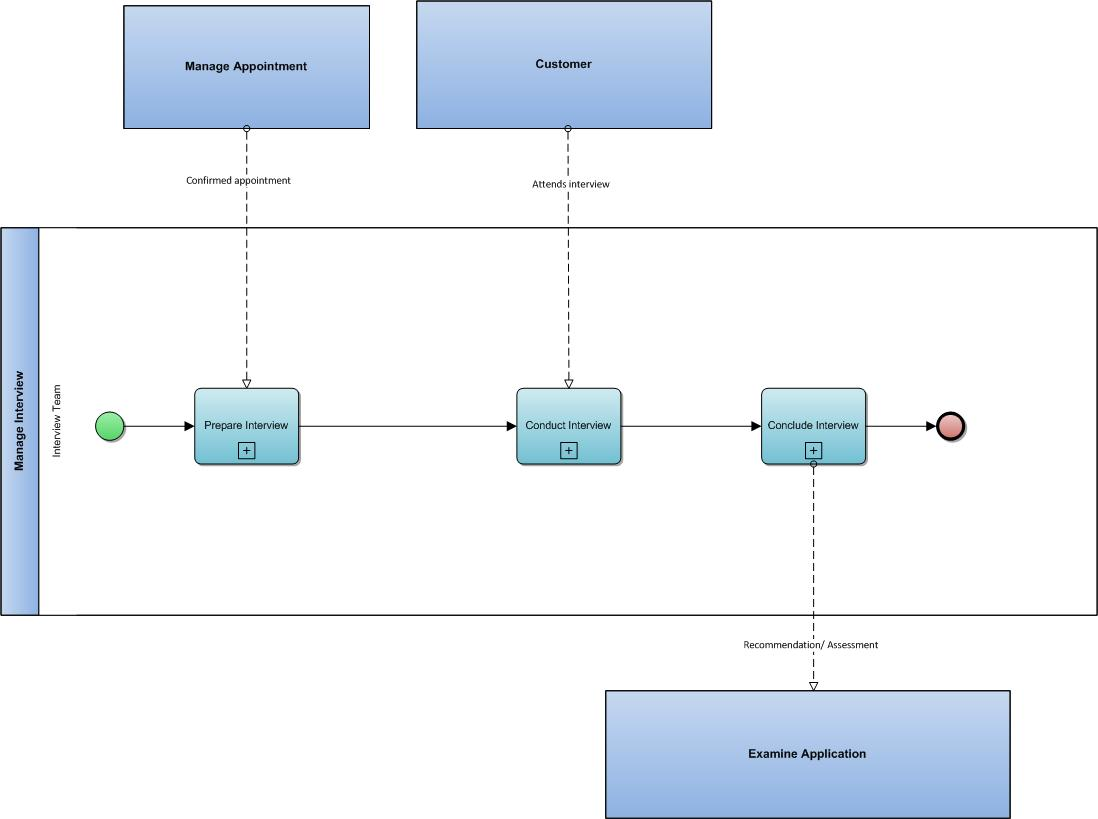 Manage Appointment
Customer
Confirmed appointment
Attends interview
Manage Interview
Interview Team
Prepare Interview
Conduct Interview
Conclude Interview
Recommendation/ Assessment
Examine Application